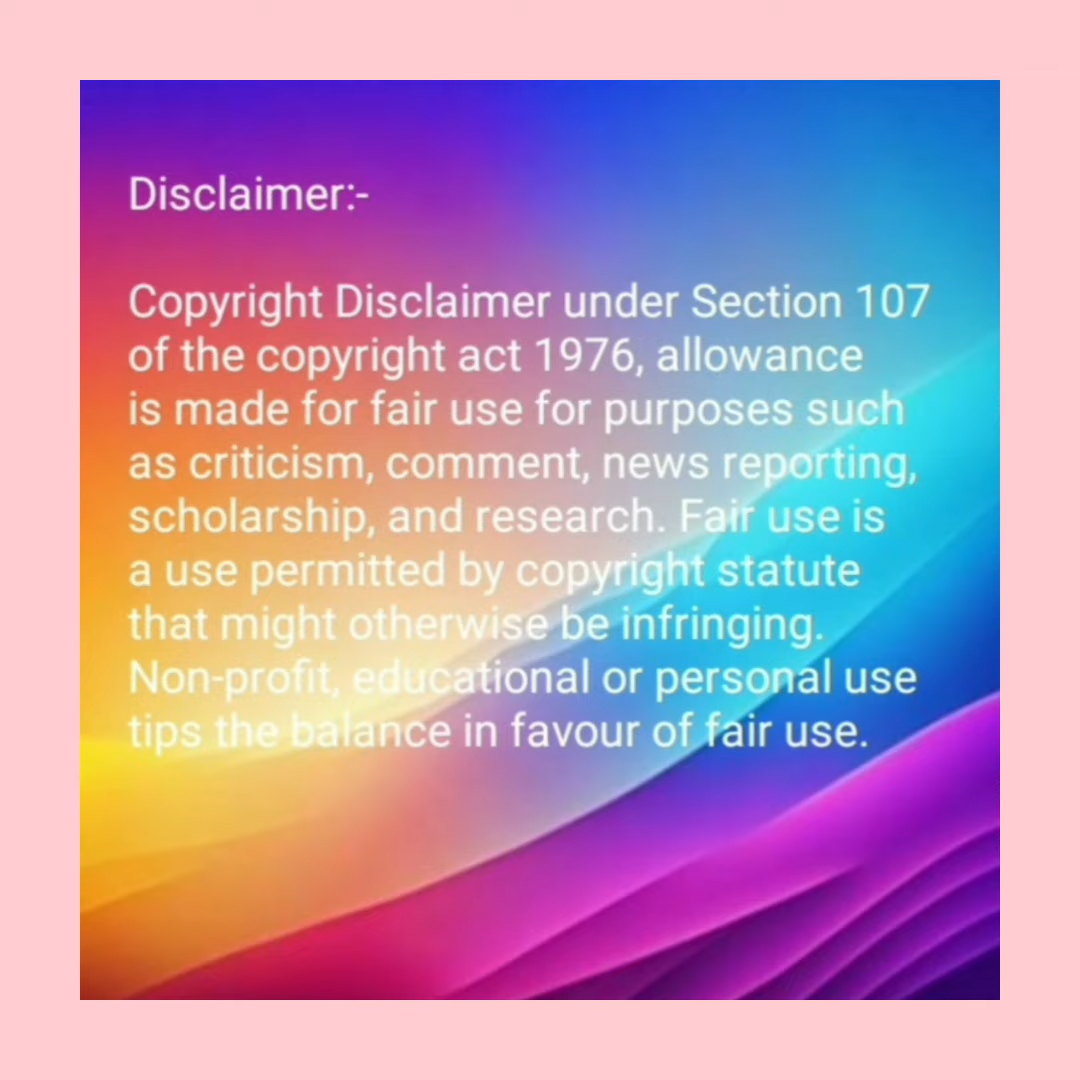 Disclaimer:-
Copyright Disclaimer under Section 107
of the copyright act 1976, allowance
is made for fair use for purposes such
as criticism, comment, news reporting,
scholarship, and research. Fair use is
a use permitted by copyright statute
that might otherwise be infringing.
Non-profit, educational or personal use
tips the balance in favour of fair use.